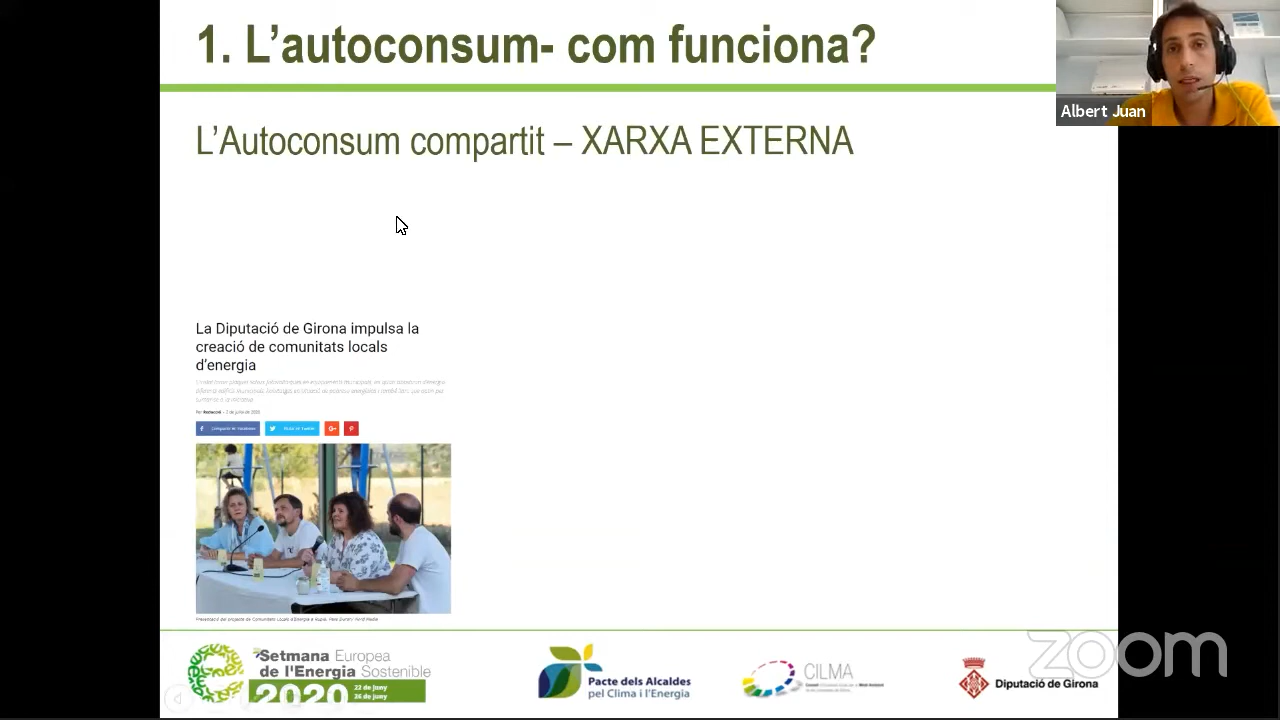 1. L'autoconsum- com funciona?
Albert Juan
L'Autoconsum compartit – XARXA EXTERNA
La Diputació de Girona impulsa la
creació de comunitats locals
d'energia
Setmana Europea
de l'Energia Sostenible
2020
22 de juny
26 de juny
Pacte dels Alcaldes
pel Clima i l'Energia
CILMA
Diputació de Girona
zoom